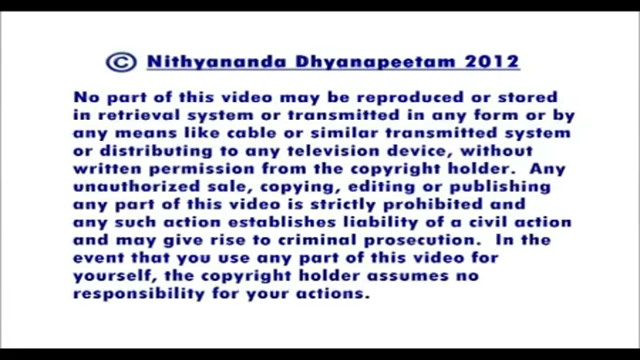 © Nithyananda Dhyanapeetam 2012
No part of this video may be reproduced or stored
in retrieval system or transmitted in any form or by
any means like cable or similar transmitted system
or distributing to any television device, without
written permission from the copyright holder. Any
unauthorized sale, copying, editing or publishing
any part of this video is strictly prohibited and
any such action establishes liability of a civil action
and may give rise to criminal prosecution. In the
event that you use any part of this video for
yourself, the copyright holder assumes no
responsibility for your actions.